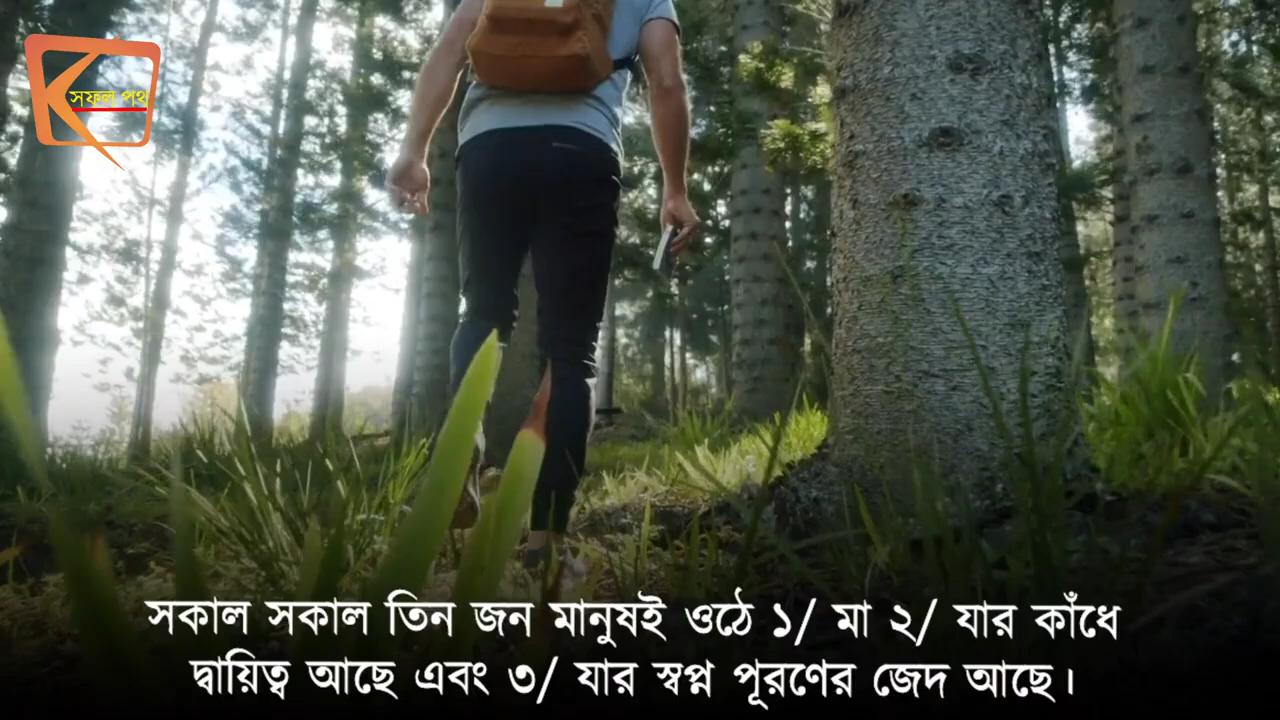 সফল পথ
সকাল সকাল তিন জন মানুষই ওঠে ১/ মা ২/ যার কাঁধে
দ্বায়িত্ব আছে এবং ৩/ যার স্বপ্ন পূরণের জেদ আছে।